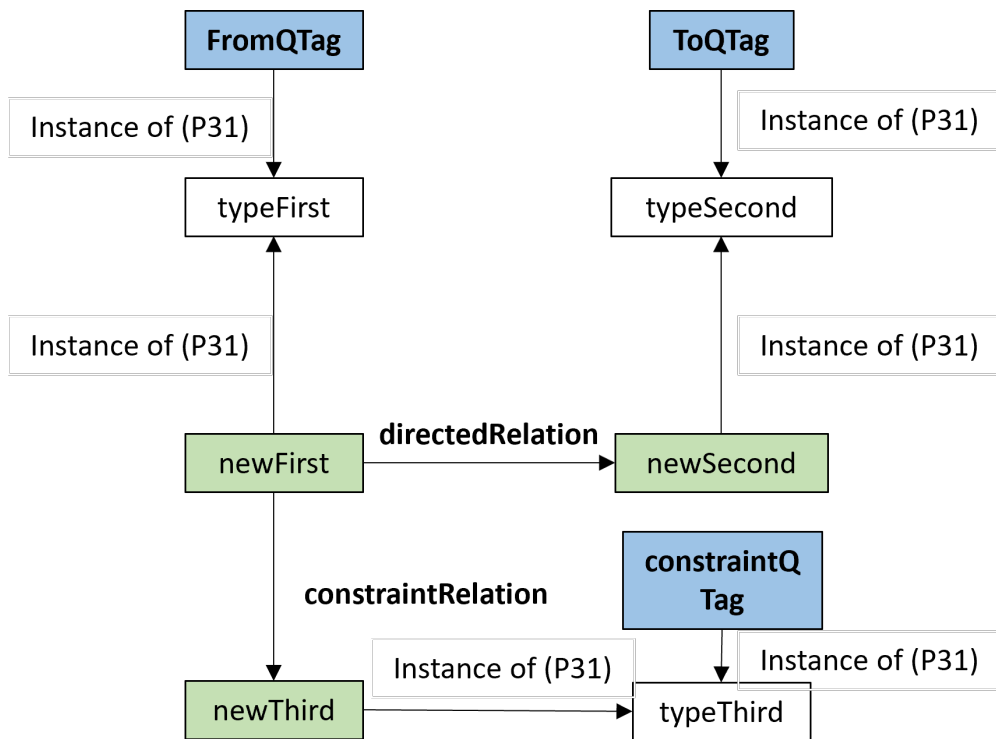 FromQTag
ToQTag
Instance of (P31)
Instance of (P31)
typeFirst
typeSecond
Instance of (P31)
Instance of (P31)
directedRelation
newFirst
newSecond
constraintQ
Tag
constraintRelation
Instance of (P31)
Instance of (P31)
newThird
typeThird